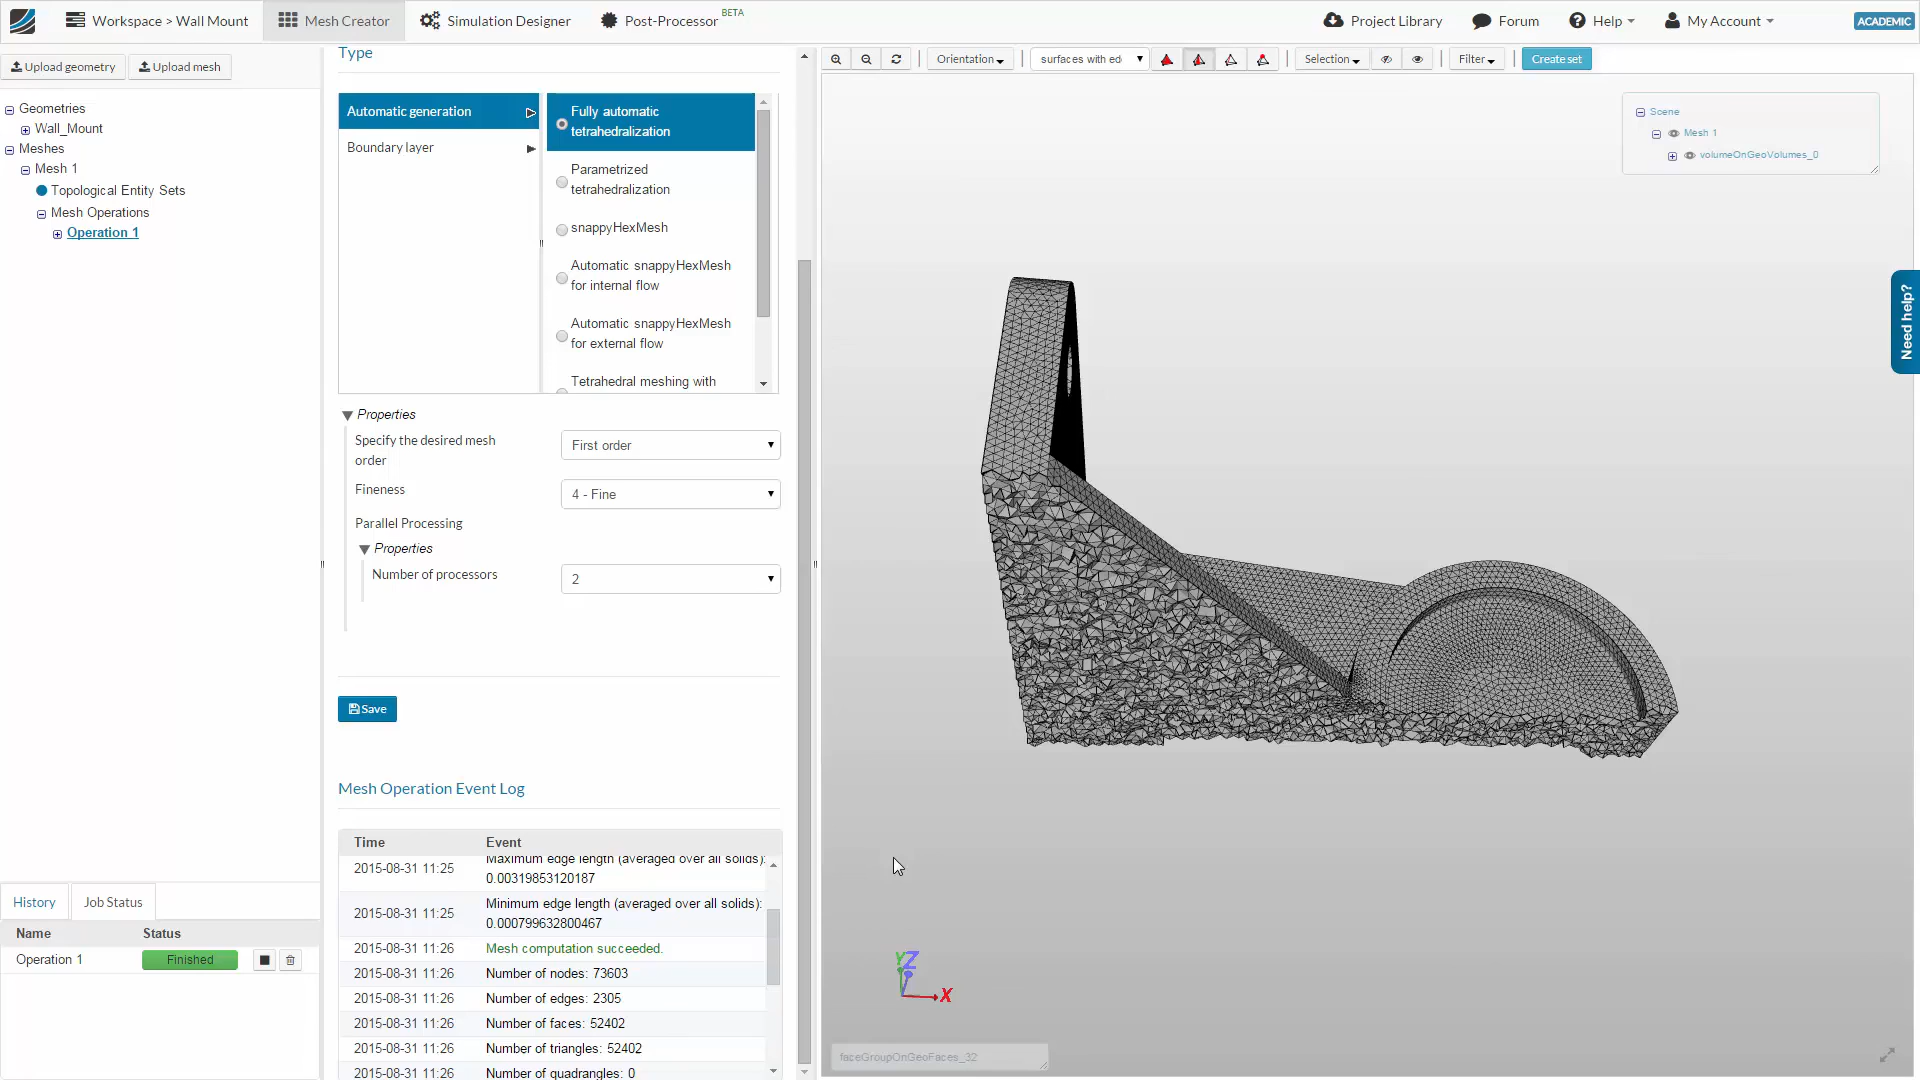 Workspace > Wall Mount
Mesh Creator
Simulation Designer
Post-Processor
BETA
Project Library
Forum
Help
My Account
ACADEMIC
Upload geometry
Upload mesh
Geometries
Wall_Mount
Meshes
Mesh 1
Topological Entity Sets
Mesh Operations
Operation 1
Type
Automatic generation
Boundary layer
Fully automatic
tetrahedralization
Parametrized
tetrahedralization
snappyHexMesh
Automatic snappyHexMesh
for internal flow
Automatic snappyHexMesh
for external flow
Tetrahedral meshing with
Properties
Specify the desired mesh
order
First order
Fineness
4 - Fine
Parallel Processing
Properties
Number of processors
2
Save
Mesh Operation Event Log
Time Event
2015-08-31 11:25 Maximum edge length (averaged over all solids):
0.00319853120187
2015-08-31 11:25 Minimum edge length (averaged over all solids):
0.000799632800467
2015-08-31 11:26 Mesh computation succeeded.
2015-08-31 11:26 Number of nodes: 73603
2015-08-31 11:26 Number of edges: 2305
2015-08-31 11:26 Number of faces: 52402
2015-08-31 11:26 Number of triangles: 52402
2015-08-31 11:26 Number of quadrangles: 0
History
Job Status
Name Status
Operation 1 Finished
Orientation
surfaces with ed
Selection
Filter
Create set
Scene
Mesh 1
volumeOnGeoVolumes_0
Need help?
Y
Z
X
faceGroupOnGeoFaces_32